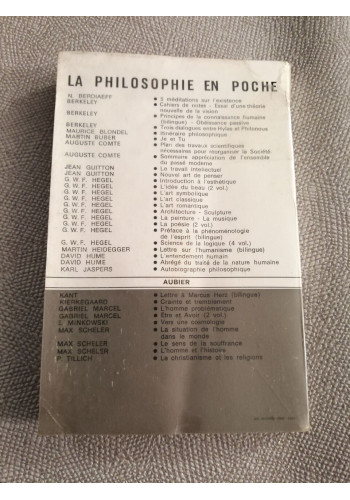 LA PHILOSOPHIE EN POCHE
N. BERDIAEFF • 5 méditations sur l'existence
BERKELEY • Cahiers de notes - Essai d'une théorie
nouvelle de la vision
BERKELEY • Principes de la connaissance humaine
(bilingue) - Obéissance passive
BERKELEY • Trois dialogues entre Hylas et Philonous
MAURICE BLONDEL • Itinéraire philosophique
MARTIN BUBER • Je et Tu
AUGUSTE COMTE • Plan des travaux scientifiques
nécessaires pour réorganiser la Société
AUGUSTE COMTE • Sommaire appréciation de l'ensemble
du passé moderne
JEAN GUITTON • Le travail intellectuel
JEAN GUITTON • Nouvel art de penser
G. W. F. HEGEL • Introduction à l'esthétique
G. W. F. HEGEL • L'idée du beau (2 vol.)
G. W. F. HEGEL • L'art symbolique
G. W. F. HEGEL • L'art classique
G. W. F. HEGEL • L'art romantique
G. W. F. HEGEL • Architecture - Sculpture
G. W. F. HEGEL • La peinture - La musique
G. W. F. HEGEL • La poésie (2 vol.)
G. W. F. HEGEL • Préface à la phénoménologie
de l'esprit (bilingue)
G. W. F. HEGEL • Science de la logique (4 vol.)
MARTIN HEIDEGGER • Lettre sur l'humanisme (bilingue)
DAVID HUME • L'entendement humain
DAVID HUME • Abrégé du traité de la nature humaine
KARL JASPERS • Autobiographie philosophique
AUBIER
KANT • Lettre à Marcus Herz (bilingue)
KIERKEGAARD • Crainte et tremblement
GABRIEL MARCEL • L'homme problématique
GABRIEL MARCEL • Être et Avoir (2 vol.)
E. MINKOWSKI • Vers une cosmologie
MAX SCHELER • La situation de l'homme
dans le monde
MAX SCHELER • Le sens de la souffrance
MAX SCHELER • L'homme et l'histoire
P. TILLICH • Le christianisme et les religions